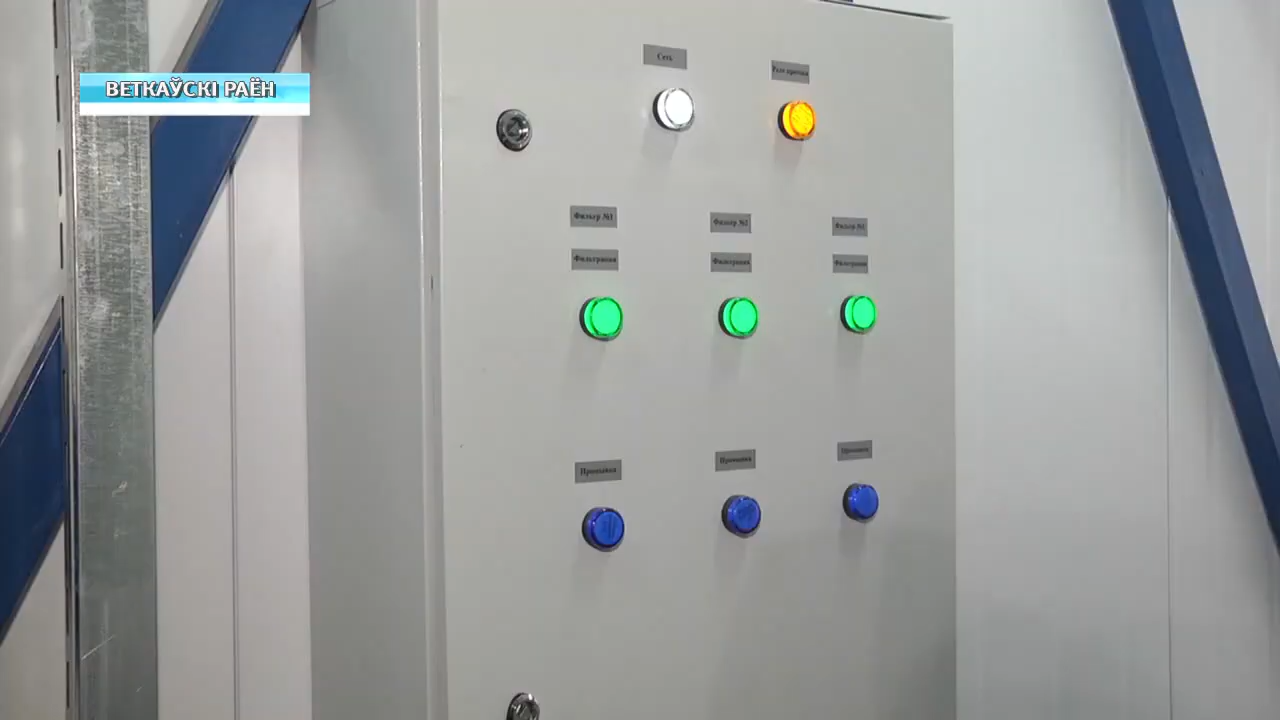 ВЕТКАЎСКІ РАЁН
Сеть
Реле протока
Фильтр №1
Фильтр №2
Фильтр №3
Фильтрация
Фильтрация
Фильтрация
Промывка
Промывка
Промывка